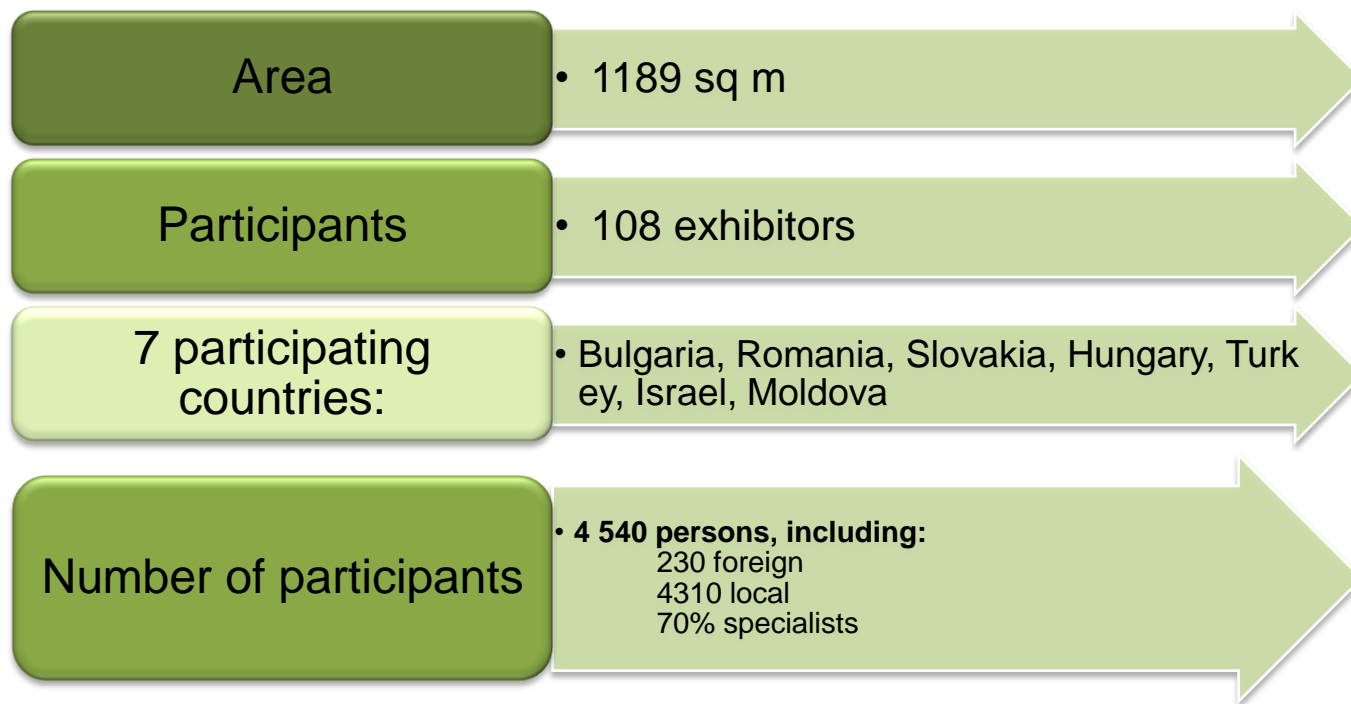 Area
• 1189 sq m
Participants
• 108 exhibitors
7 participating
countries:
• Bulgaria, Romania, Slovakia, Hungary, Turk
ey, Israel, Moldova
Number of participants
• 4 540 persons, including:
230 foreign
4310 local
70% specialists